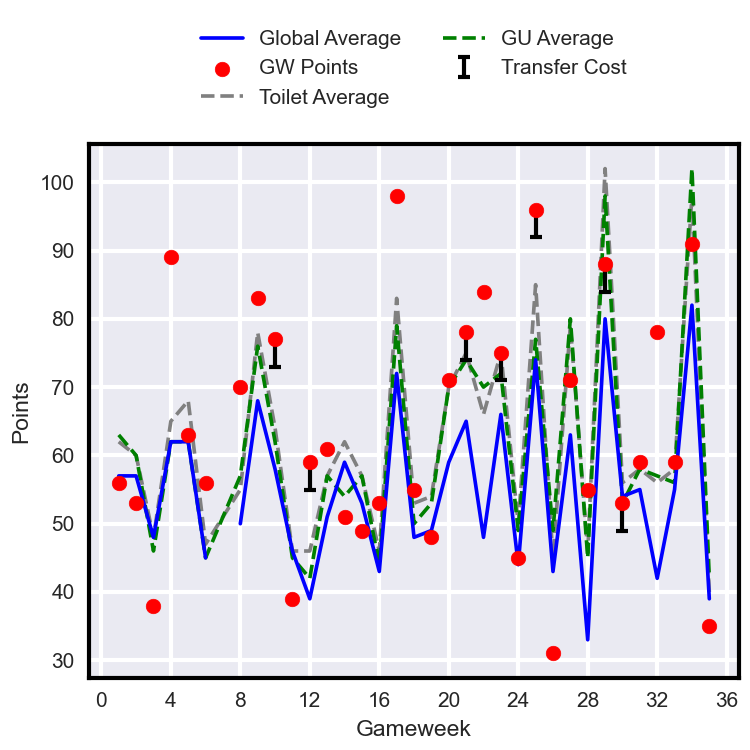 Global Average
GW Points
Toilet Average
GU Average
Transfer Cost
Points
100
90
80
70
60
50
40
30
0 4 8 12 16 20 24 28 32 36
Gameweek